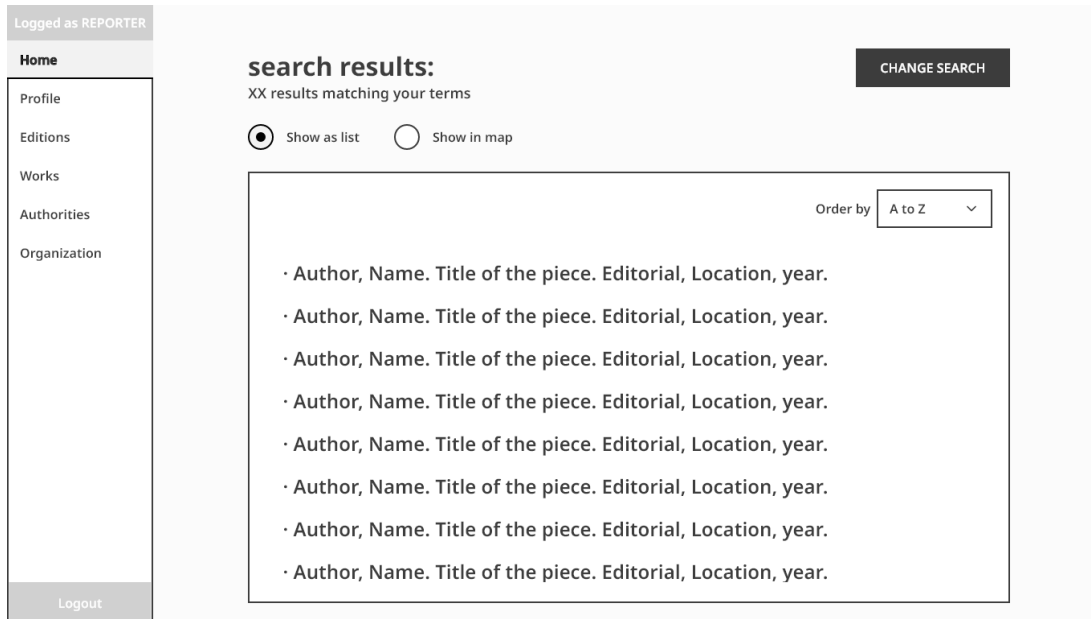 Logged as REPORTER
Home
Profile
Editions
Works
Authorities
Organization
Logout
search results:
XX results matching your terms
CHANGE SEARCH
Show as list
Show in map
Order by
A to Z
· Author, Name. Title of the piece. Editorial, Location, year.
· Author, Name. Title of the piece. Editorial, Location, year.
· Author, Name. Title of the piece. Editorial, Location, year.
· Author, Name. Title of the piece. Editorial, Location, year.
· Author, Name. Title of the piece. Editorial, Location, year.
· Author, Name. Title of the piece. Editorial, Location, year.
· Author, Name. Title of the piece. Editorial, Location, year.
· Author, Name. Title of the piece. Editorial, Location, year.